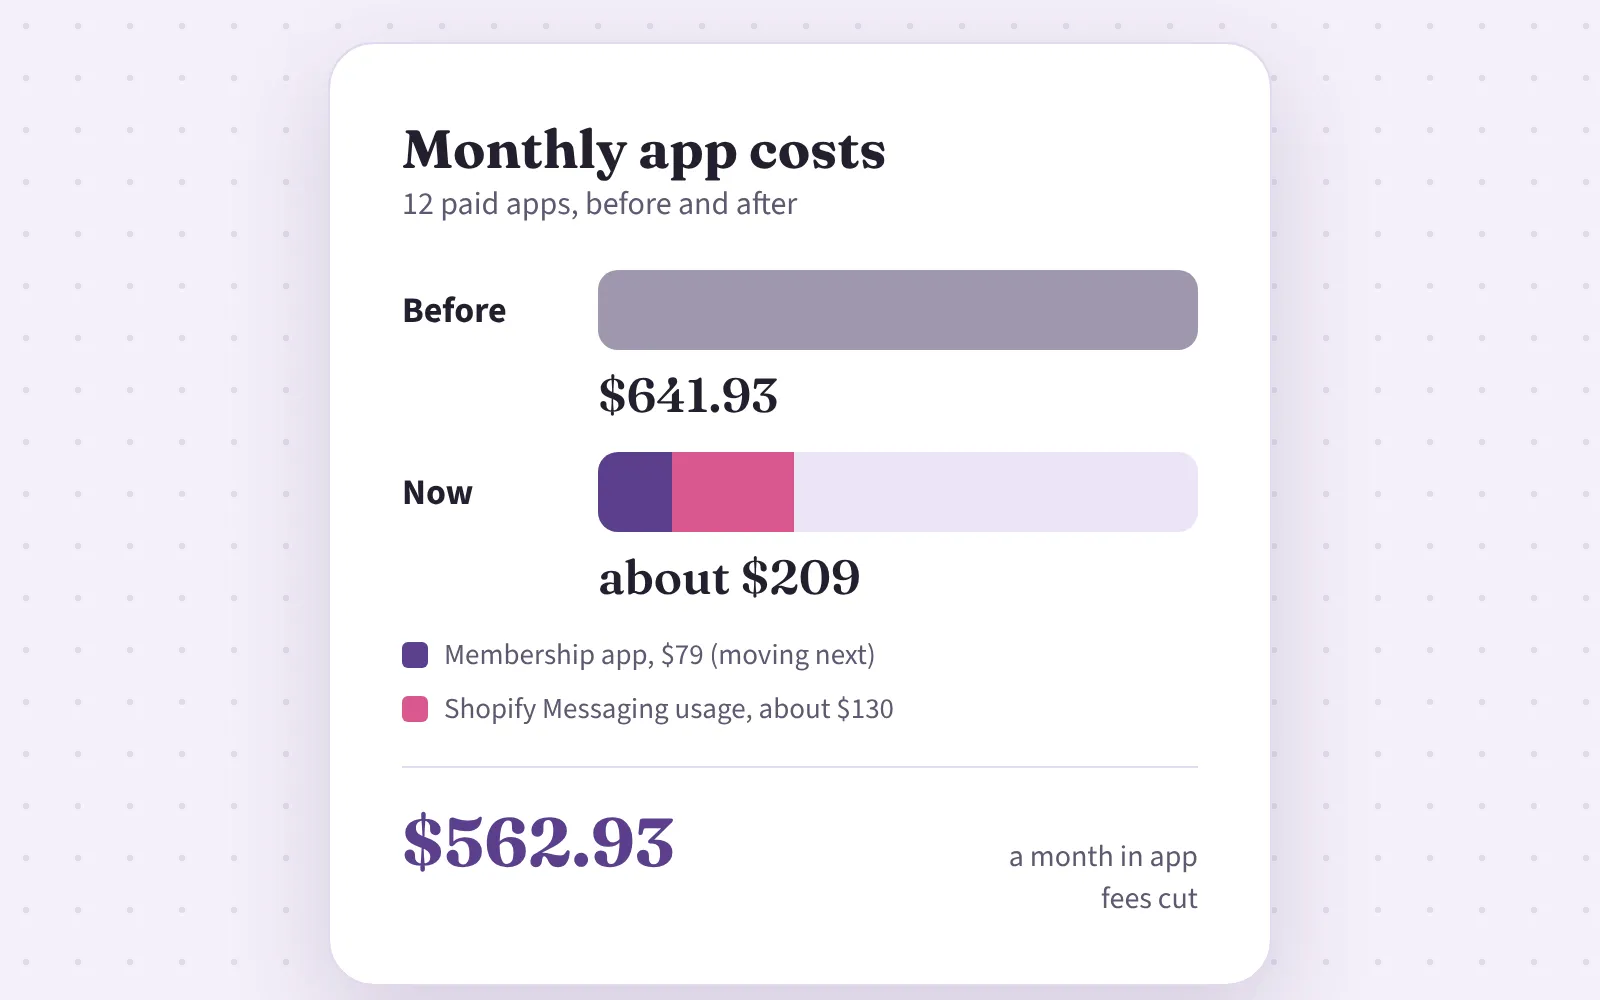 Monthly app costs
12 paid apps, before and after
Before
$641.93
Now
about $209
Membership app, $79 (moving next)
Shopify Messaging usage, about $130
$562.93
a month in app
fees cut